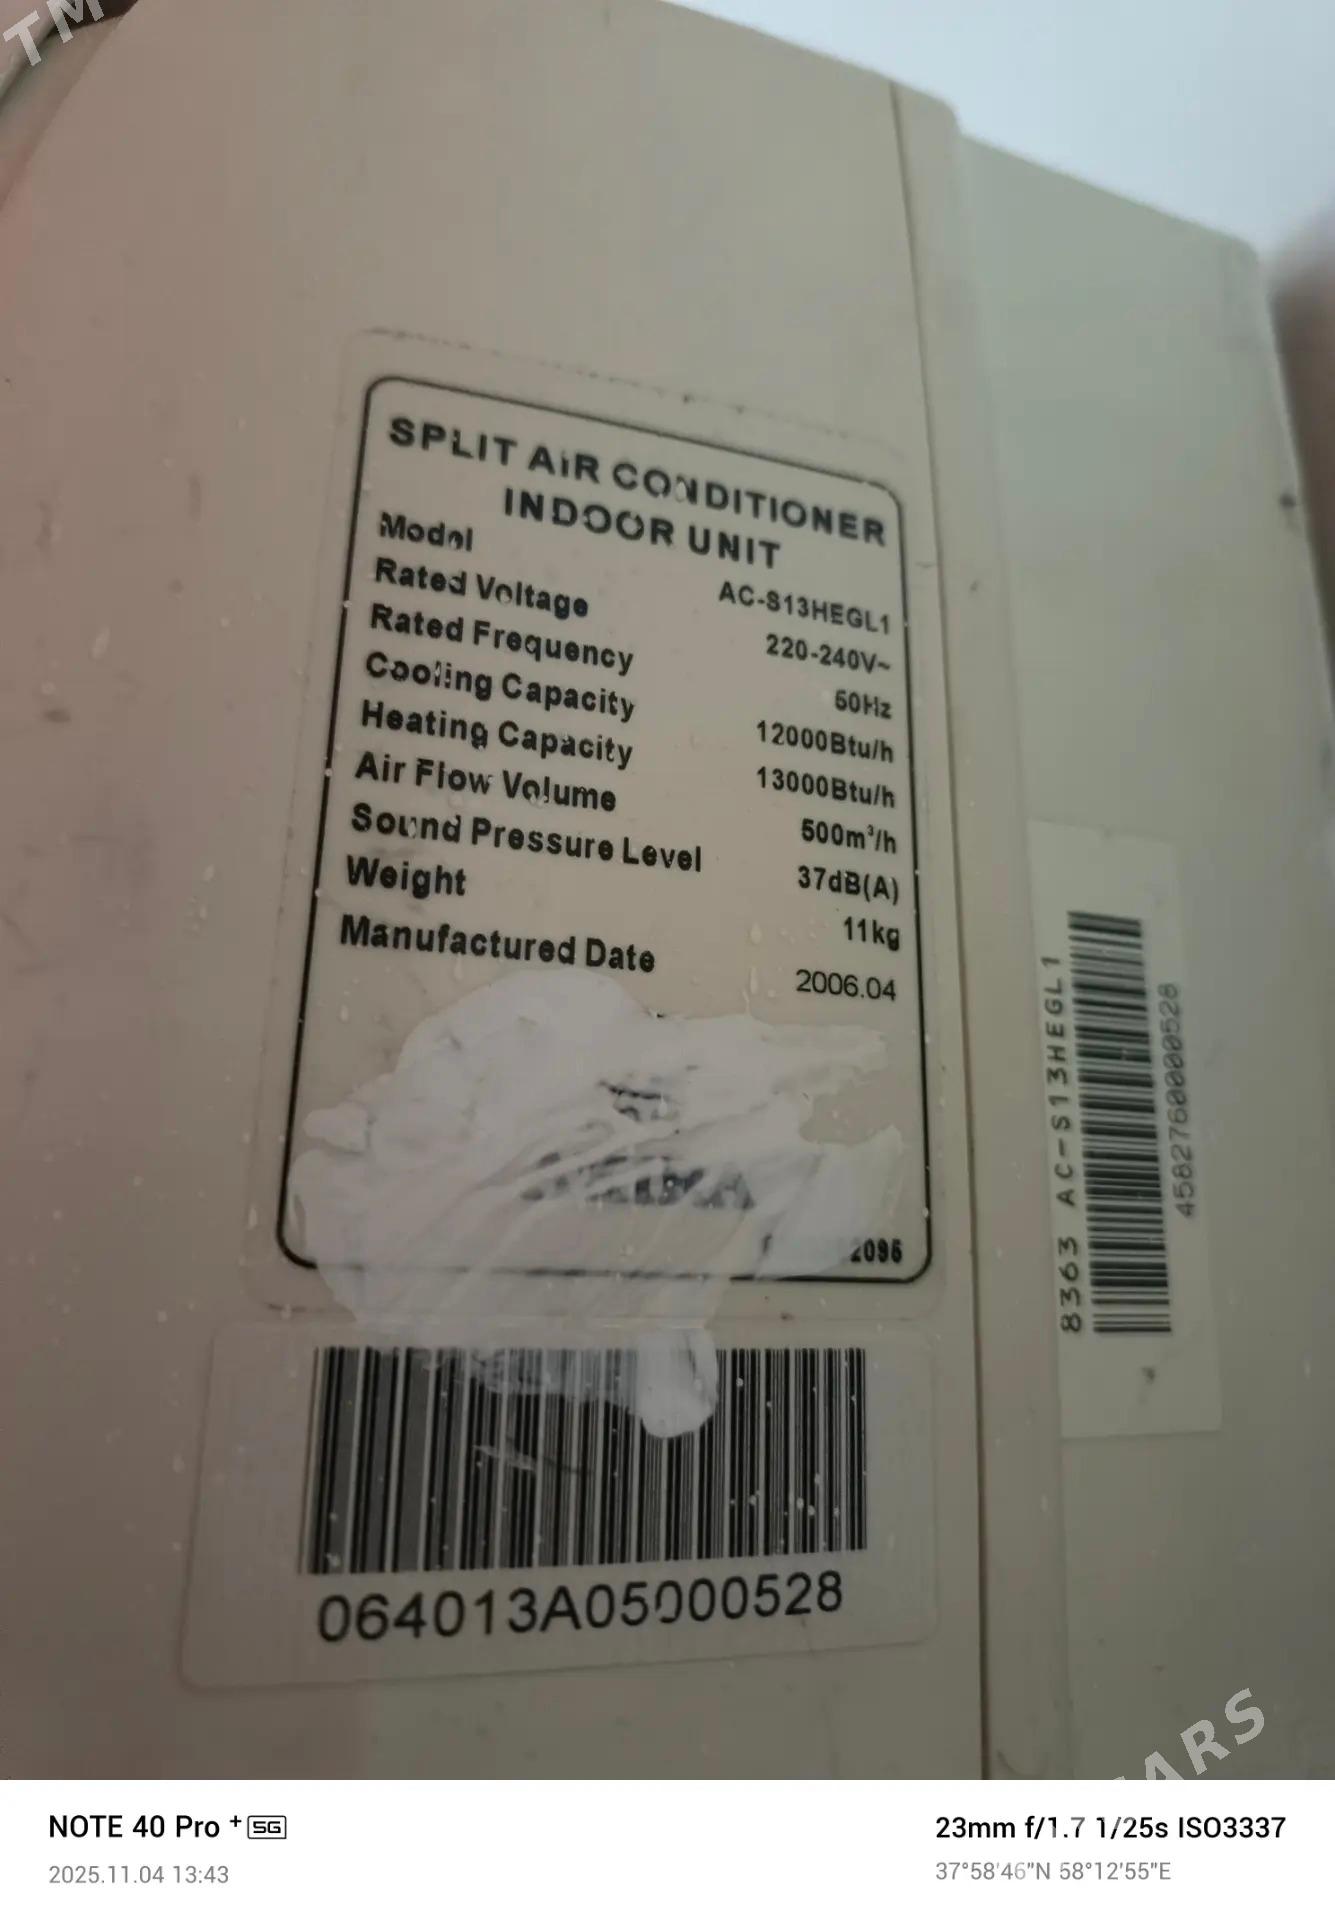 TM
SPLIT AIR CONDITIONER
INDOOR UNIT
Model AC-S13HEGL1
Rated Voltage 220-240V~
Rated Frequency 50Hz
Cooling Capacity 12000Btu/h
Heating Capacity 13000Btu/h
Air Flow Volume 500m³/h
Sound Pressure Level 37dB(A)
Weight 11kg
Manufactured Date 2006.04
2096
064013A05000528
8363 AC-S13HEGL1
4582760000528
ARS
NOTE 40 Pro+ 5G
23mm f/1.7 1/25s ISO3337
2025.11.04 13:43
37°58'46"N 58°12'55"E